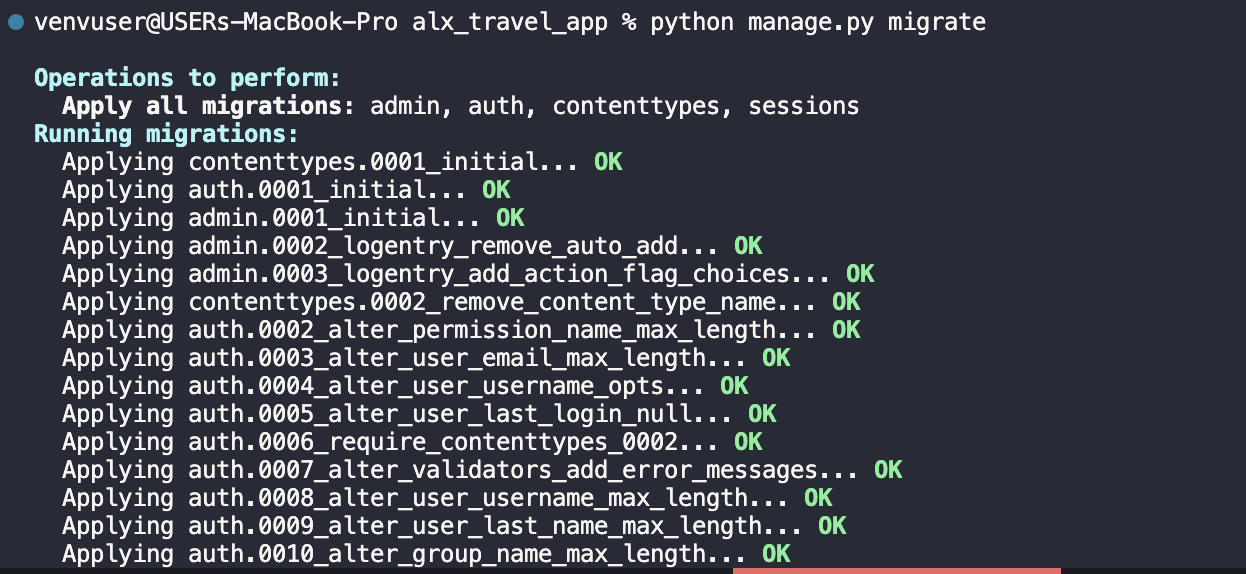 venvuser@USERs-MacBook-Pro alx_travel_app % python manage.py migrate
Operations to perform:
Apply all migrations: admin, auth, contenttypes, sessions
Running migrations:
Applying contenttypes.0001_initial... OK
Applying auth.0001_initial... OK
Applying admin.0001_initial... OK
Applying admin.0002_logentry_remove_auto_add... OK
Applying admin.0003_logentry_add_action_flag_choices... OK
Applying contenttypes.0002_remove_content_type_name... OK
Applying auth.0002_alter_permission_name_max_length... OK
Applying auth.0003_alter_user_email_max_length... OK
Applying auth.0004_alter_user_username_opts... OK
Applying auth.0005_alter_user_last_login_null... OK
Applying auth.0006_require_contenttypes_0002... OK
Applying auth.0007_alter_validators_add_error_messages... OK
Applying auth.0008_alter_user_username_max_length... OK
Applying auth.0009_alter_user_last_name_max_length... OK
Applying auth.0010_alter_group_name_max_length... OK